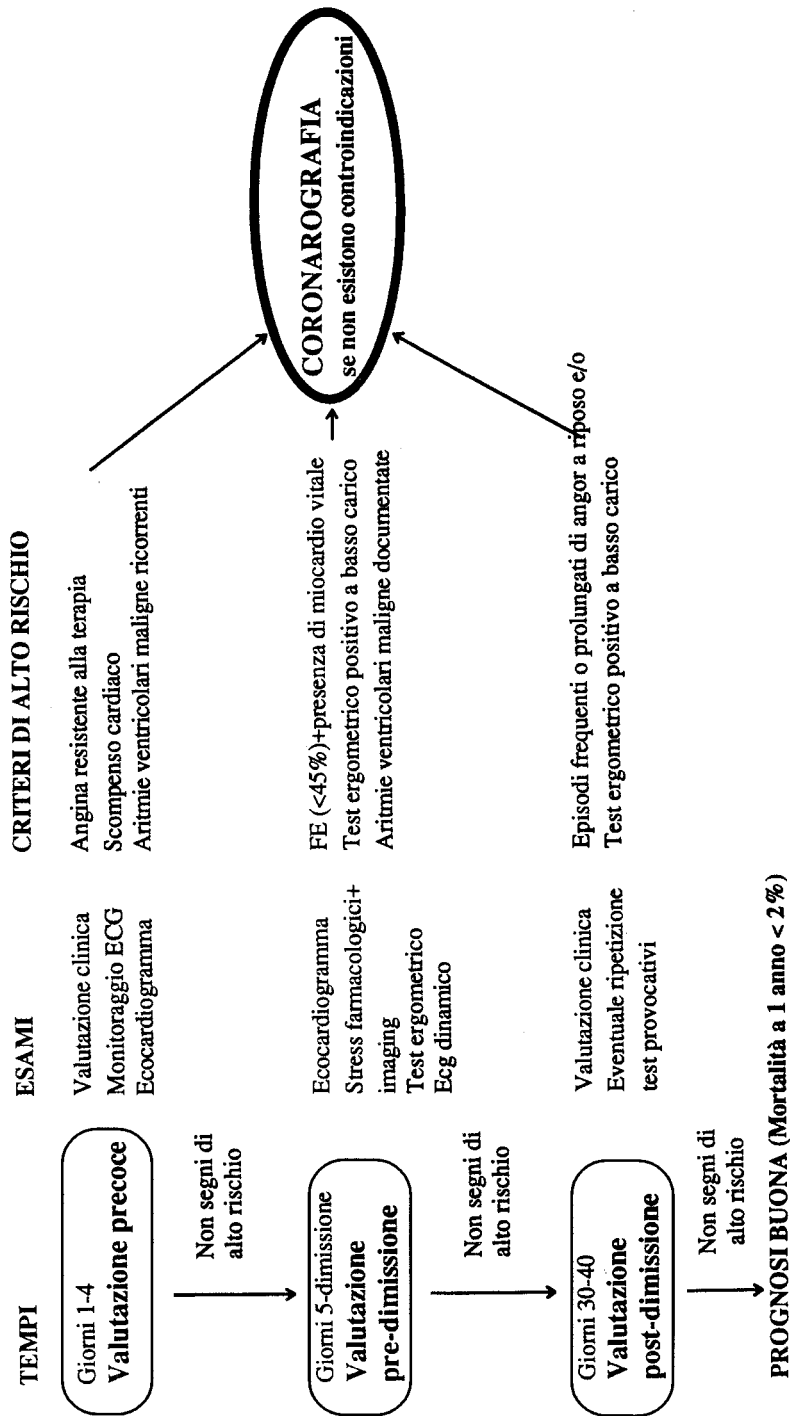 TEMPI
ESAMI
CRITERI DI ALTO RISCHIO
Giorni 1-4
Valutazione precoce
Valutazione clinica
Monitoraggio ECG
Ecocardiogramma
Angina resistente alla terapia
Scompenso cardiaco
Aritmie ventricolari maligne ricorrenti
Non segni di
alto rischio
Giorni 5-dimissione
Valutazione
pre-dimissione
Ecocardiogramma
Stress farmacologici+
imaging
Test ergometrico
Ecg dinamico
FE (<45%)+presenza di miocardio vitale
Test ergometrico positivo a basso carico
Aritmie ventricolari maligne documentate
CORONAROGRAFIA
se non esistono controindicazioni
Non segni di
alto rischio
Giorni 30-40
Valutazione
post-dimissione
Valutazione clinica
Eventuale ripetizione
test provocativi
Episodi frequenti o prolungati di angor a riposo e/o
Test ergometrico positivo a basso carico
Non segni di
alto rischio
PROGNOSI BUONA (Mortalità a 1 anno < 2%)